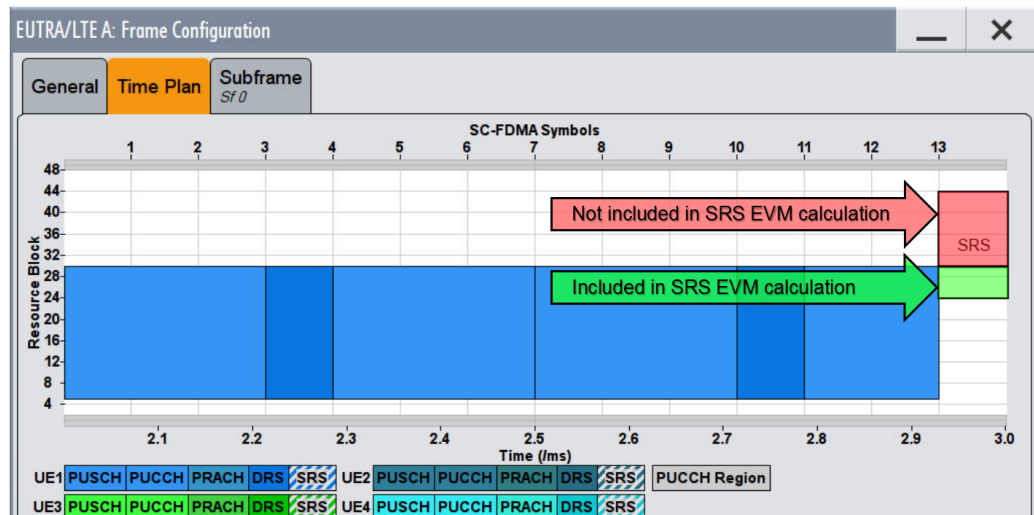 EUTRA/LTE A: Frame Configuration
General Time Plan Subframe
Sf 0
SC-FDMA Symbols
1 2 3 4 5 6 7 8 9 10 11 12 13
48
44
40
36
32
28
24
20
16
12
8
4
Resource Block
Not included in SRS EVM calculation
SRS
Included in SRS EVM calculation
2.1 2.2 2.3 2.4 2.5 2.6 2.7 2.8 2.9 3.0
Time (/ms)
UE1 PUSCH PUCCH PRACH DRS SRS UE2 PUSCH PUCCH PRACH DRS SRS PUCCH Region
UE3 PUSCH PUCCH PRACH DRS SRS UE4 PUSCH PUCCH PRACH DRS SRS